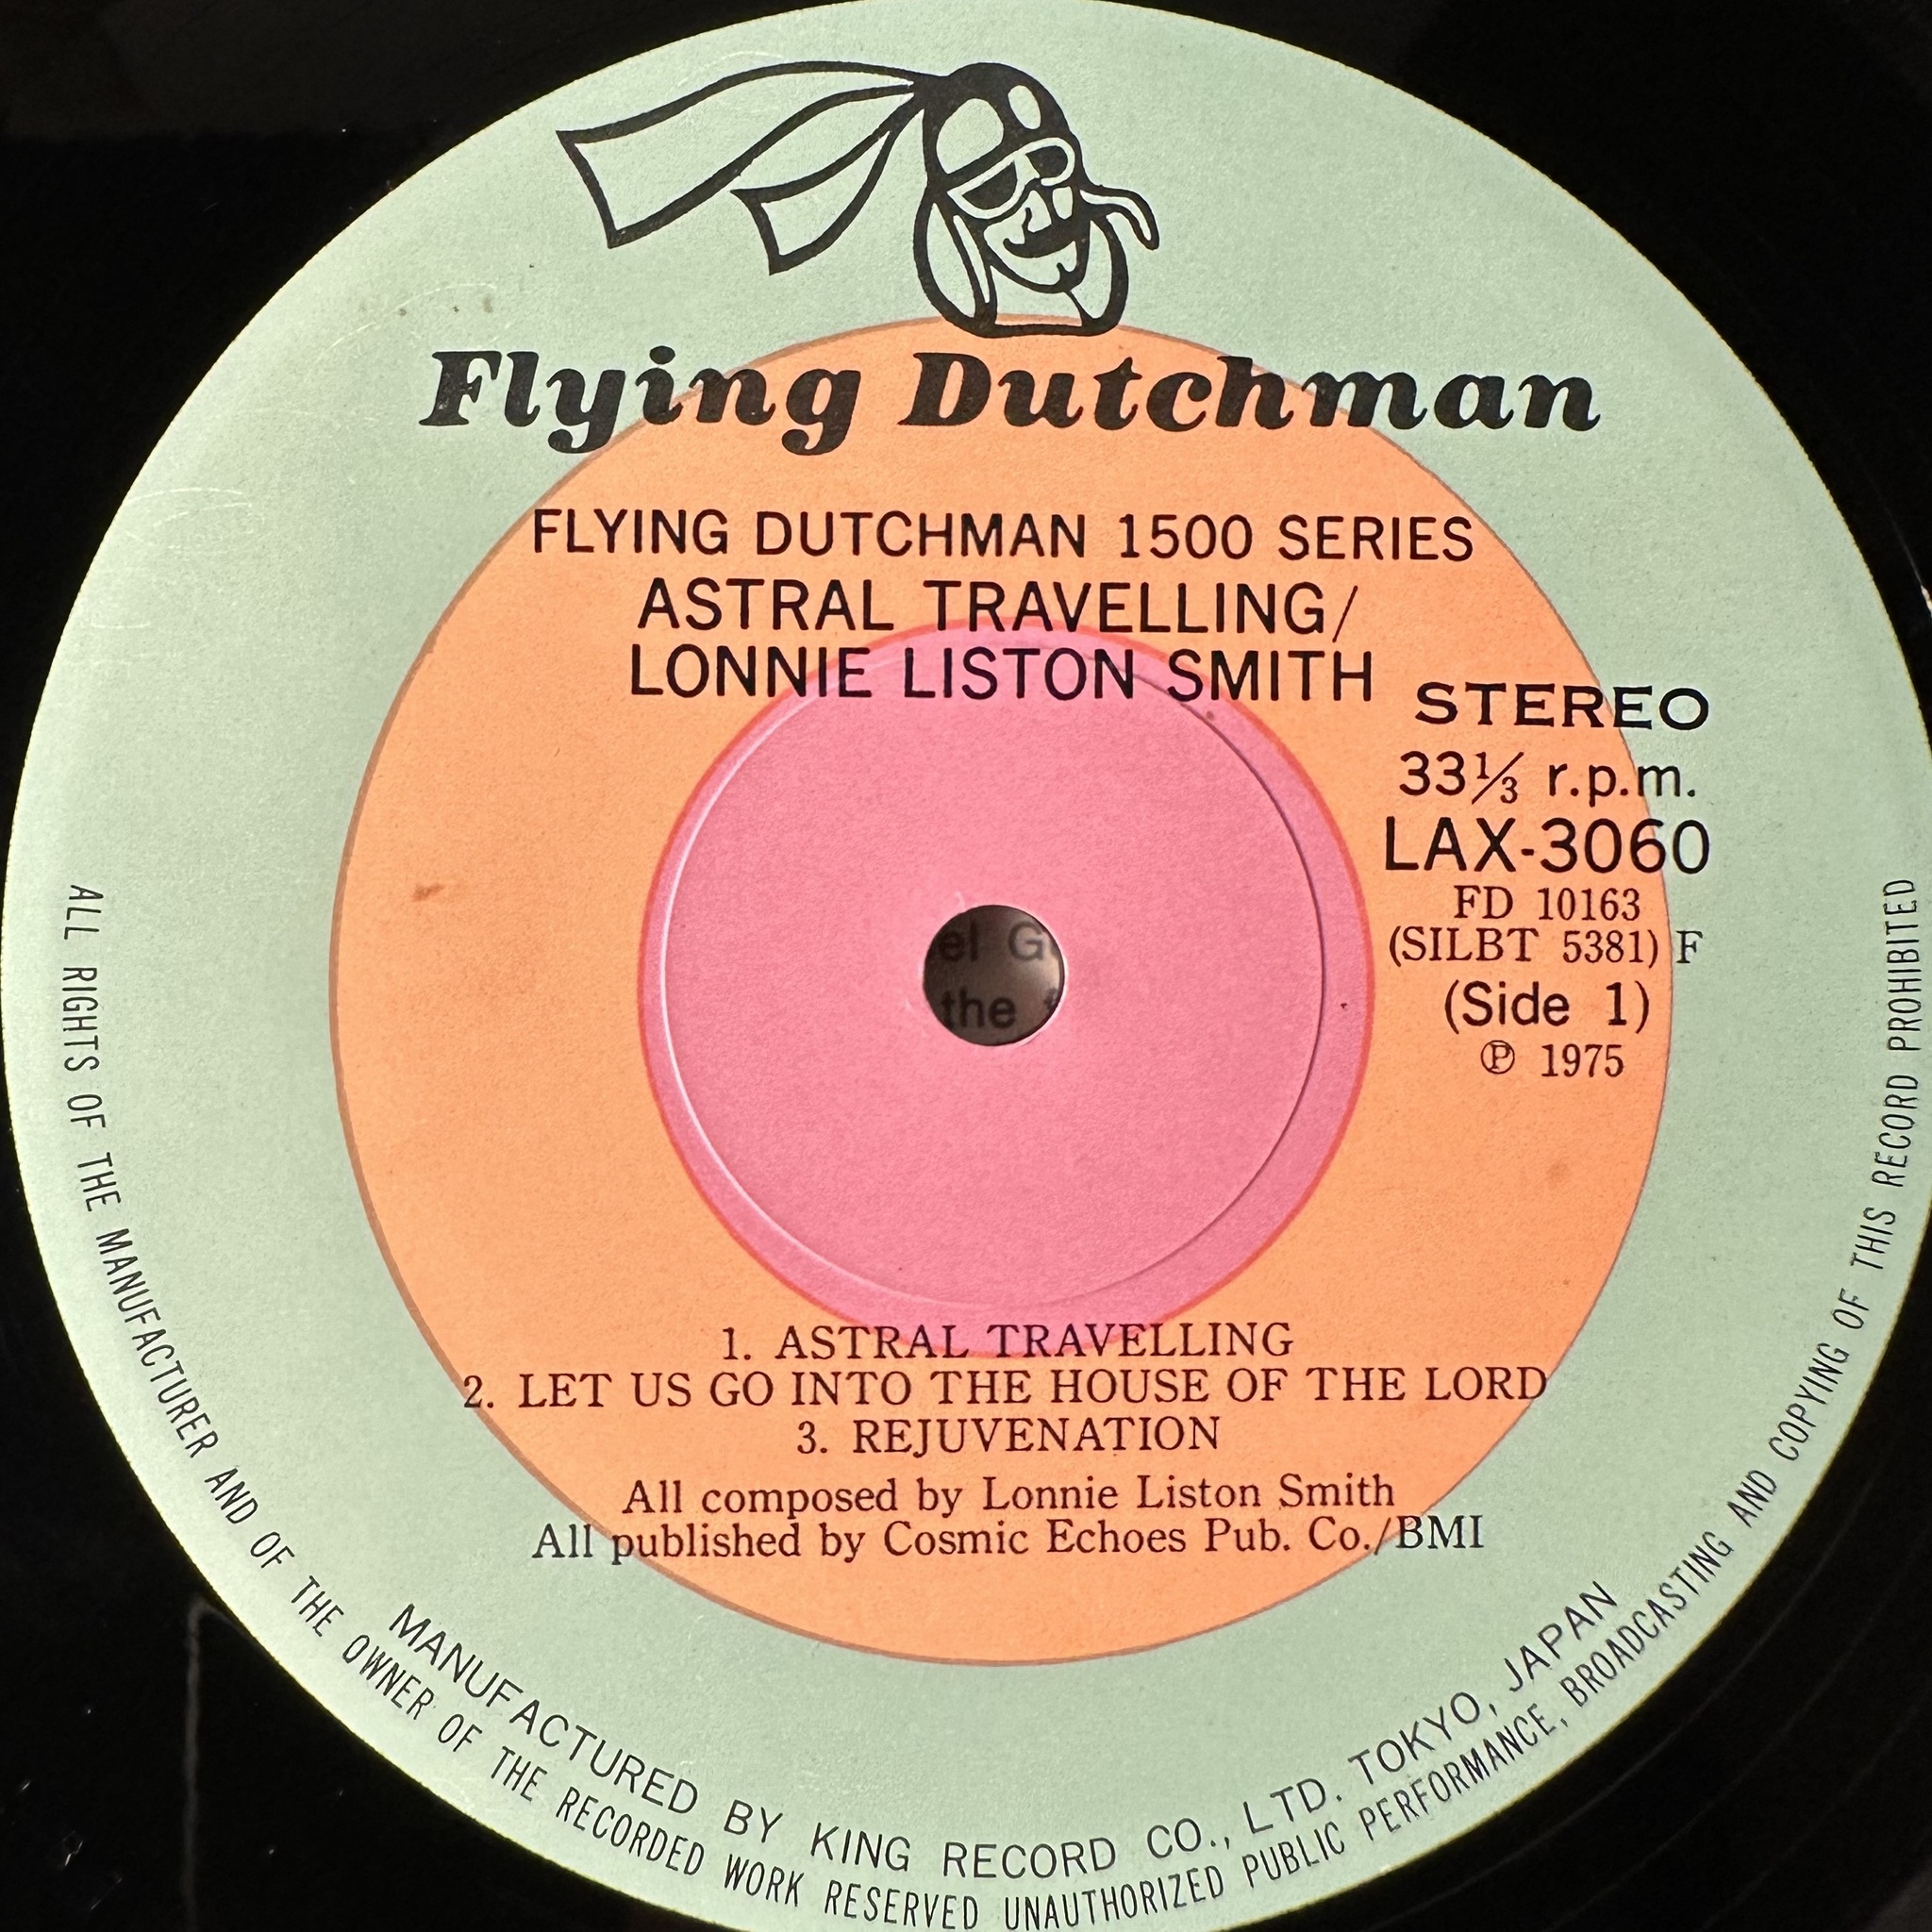 Flying Dutchman
FLYING DUTCHMAN 1500 SERIES
ASTRAL TRAVELLING/
LONNIE LISTON SMITH
STEREO
33⅓ r.p.m.
LAX-3060
FD 10163
(SILBT 5381) F
(Side 1)
℗ 1975
el
the
1. ASTRAL TRAVELLING
2. LET US GO INTO THE HOUSE OF THE LORD
3. REJUVENATION
All composed by Lonnie Liston Smith
All published by Cosmic Echoes Pub. Co./BMI
MANUFACTURED BY KING RECORD CO., LTD. TOKYO, JAPAN
ALL RIGHTS OF THE MANUFACTURER AND OF THE OWNER OF THE RECORDED WORK RESERVED UNAUTHORIZED PUBLIC PERFORMANCE, BROADCASTING AND COPYING OF THIS RECORD PROHIBITED